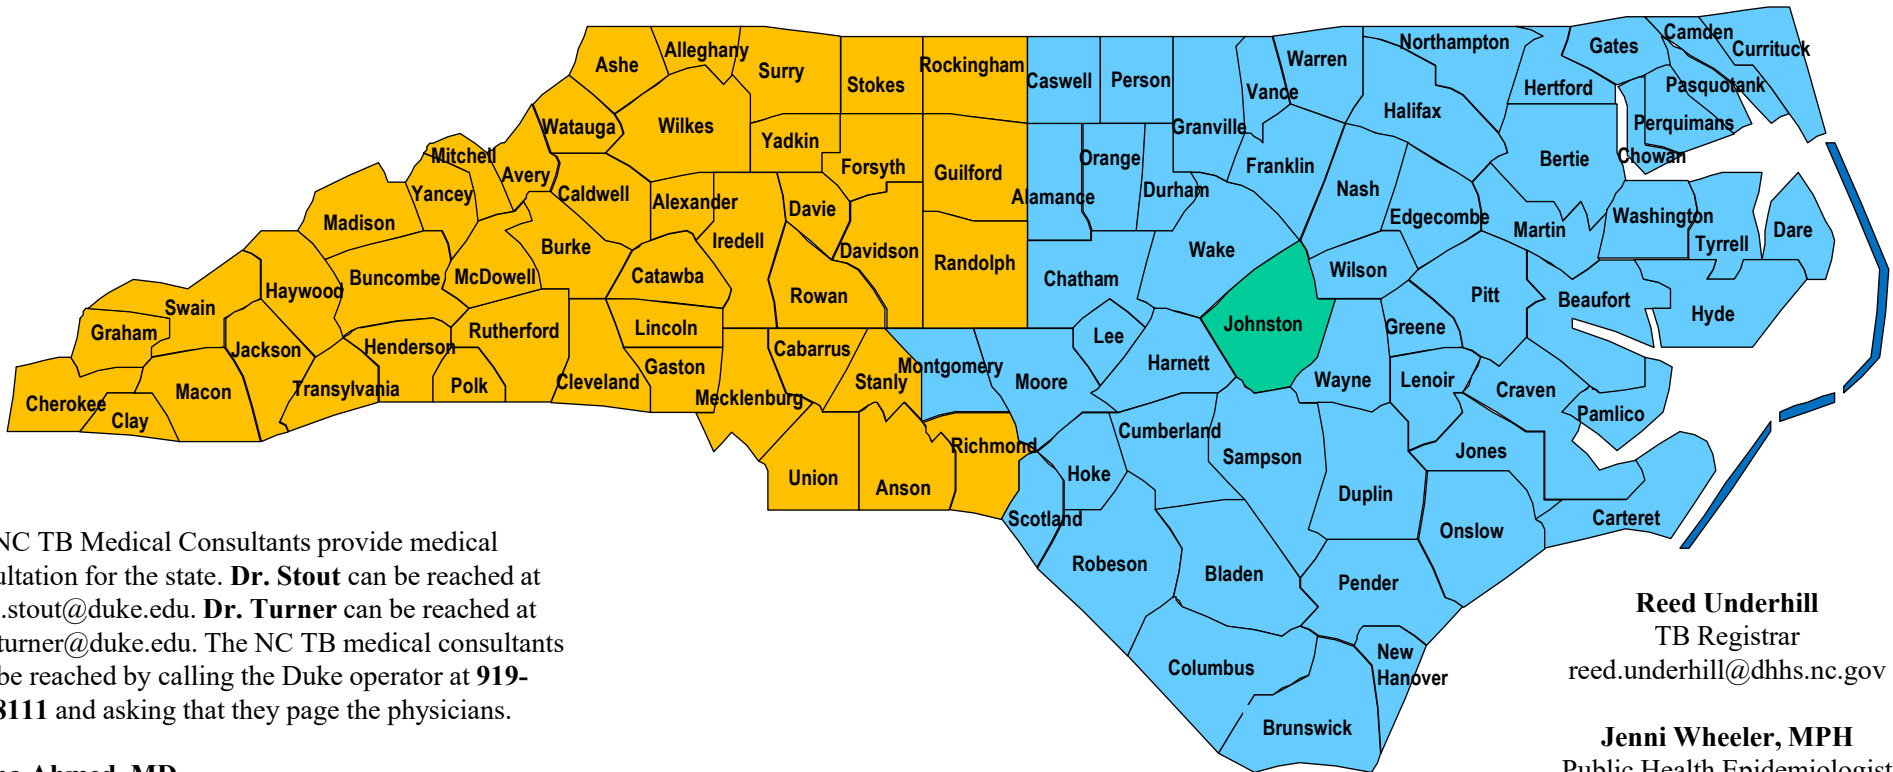 Ashe
Alleghany
Surry
Stokes
Rockingham
Caswell
Person
Granville
Vance
Warren
Northampton
Halifax
Hertford
Gates
Camden
Currituck
Pasquotank
Perquimans
Chowan
Bertie
Watauga
Wilkes
Yadkin
Forsyth
Guilford
Alamance
Orange
Durham
Franklin
Nash
Edgecombe
Martin
Washington
Tyrrell
Dare
Mitchell
Avery
Yancey
Caldwell
Alexander
Davie
Iredell
Davidson
Randolph
Chatham
Wake
Wilson
Pitt
Beaufort
Hyde
Madison
Burke
Buncombe
McDowell
Catawba
Rowan
Haywood
Swain
Graham
Jackson
Henderson
Rutherford
Lincoln
Lee
Johnston
Greene
Harnett
Cabarrus
Gaston
Stanly
Montgomery
Moore
Wayne
Lenoir
Craven
Pamlico
Cherokee
Clay
Macon
Transylvania
Polk
Cleveland
Mecklenburg
Union
Anson
Richmond
Hoke
Cumberland
Sampson
Duplin
Jones
Onslow
Carteret
Scotland
Robeson
Bladen
Pender
Columbus
New
Hanover
Brunswick
NC TB Medical Consultants provide medical
ultation for the state. Dr. Stout can be reached at
.stout@duke.edu. Dr. Turner can be reached at
turner@duke.edu. The NC TB medical consultants
be reached by calling the Duke operator at 919-
8111 and asking that they page the physicians.
Ahmed, MD
Reed Underhill
TB Registrar
reed.underhill@dhhs.nc.gov
Jenni Wheeler, MPH
Public Health Epidemiologist